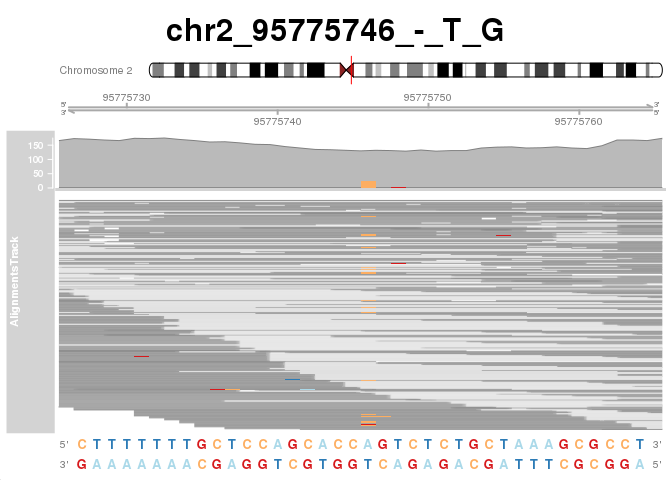 chr2_95775746_-_T_G
Chromosome 2
5' 3'
3' 5'
95775730 95775750
95775740 95775760
150
100
50
0
AlignmentsTrack
5' C T T T T T T T G C T C C A G C A C C A G T C T C T G C T A A A G C G C C T 3'
3' G A A A A A A A C G A G G T C G T G G T C A G A G A C G A T T T C G C G G A 5'